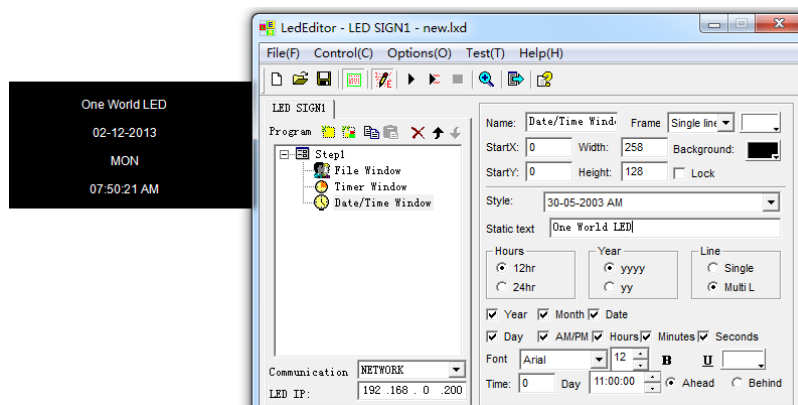 LedEditor - LED SIGN1 - new.lxd
File(F) Control(C) Options(O) Test(T) Help(H)
One World LED
02-12-2013
MON
07:50:21 AM
LED SIGN1
Program
Step1
File Window
Timer Window
Date/Time Window
Communication NETWORK
LED IP: 192 .168 . 0 .200
Name: Date/Time Wind Frame Single line
StartX: 0 Width: 258 Background:
StartY: 0 Height: 128 Lock
Style: 30-05-2003 AM
Static text One World LED
Hours Year Line
12hr yyyy Single
24hr yy Multi L
Year Month Date
Day AM/PM Hours Minutes Seconds
Font Arial 12 B U
Time: 0 Day 11:00:00 Ahead Behind